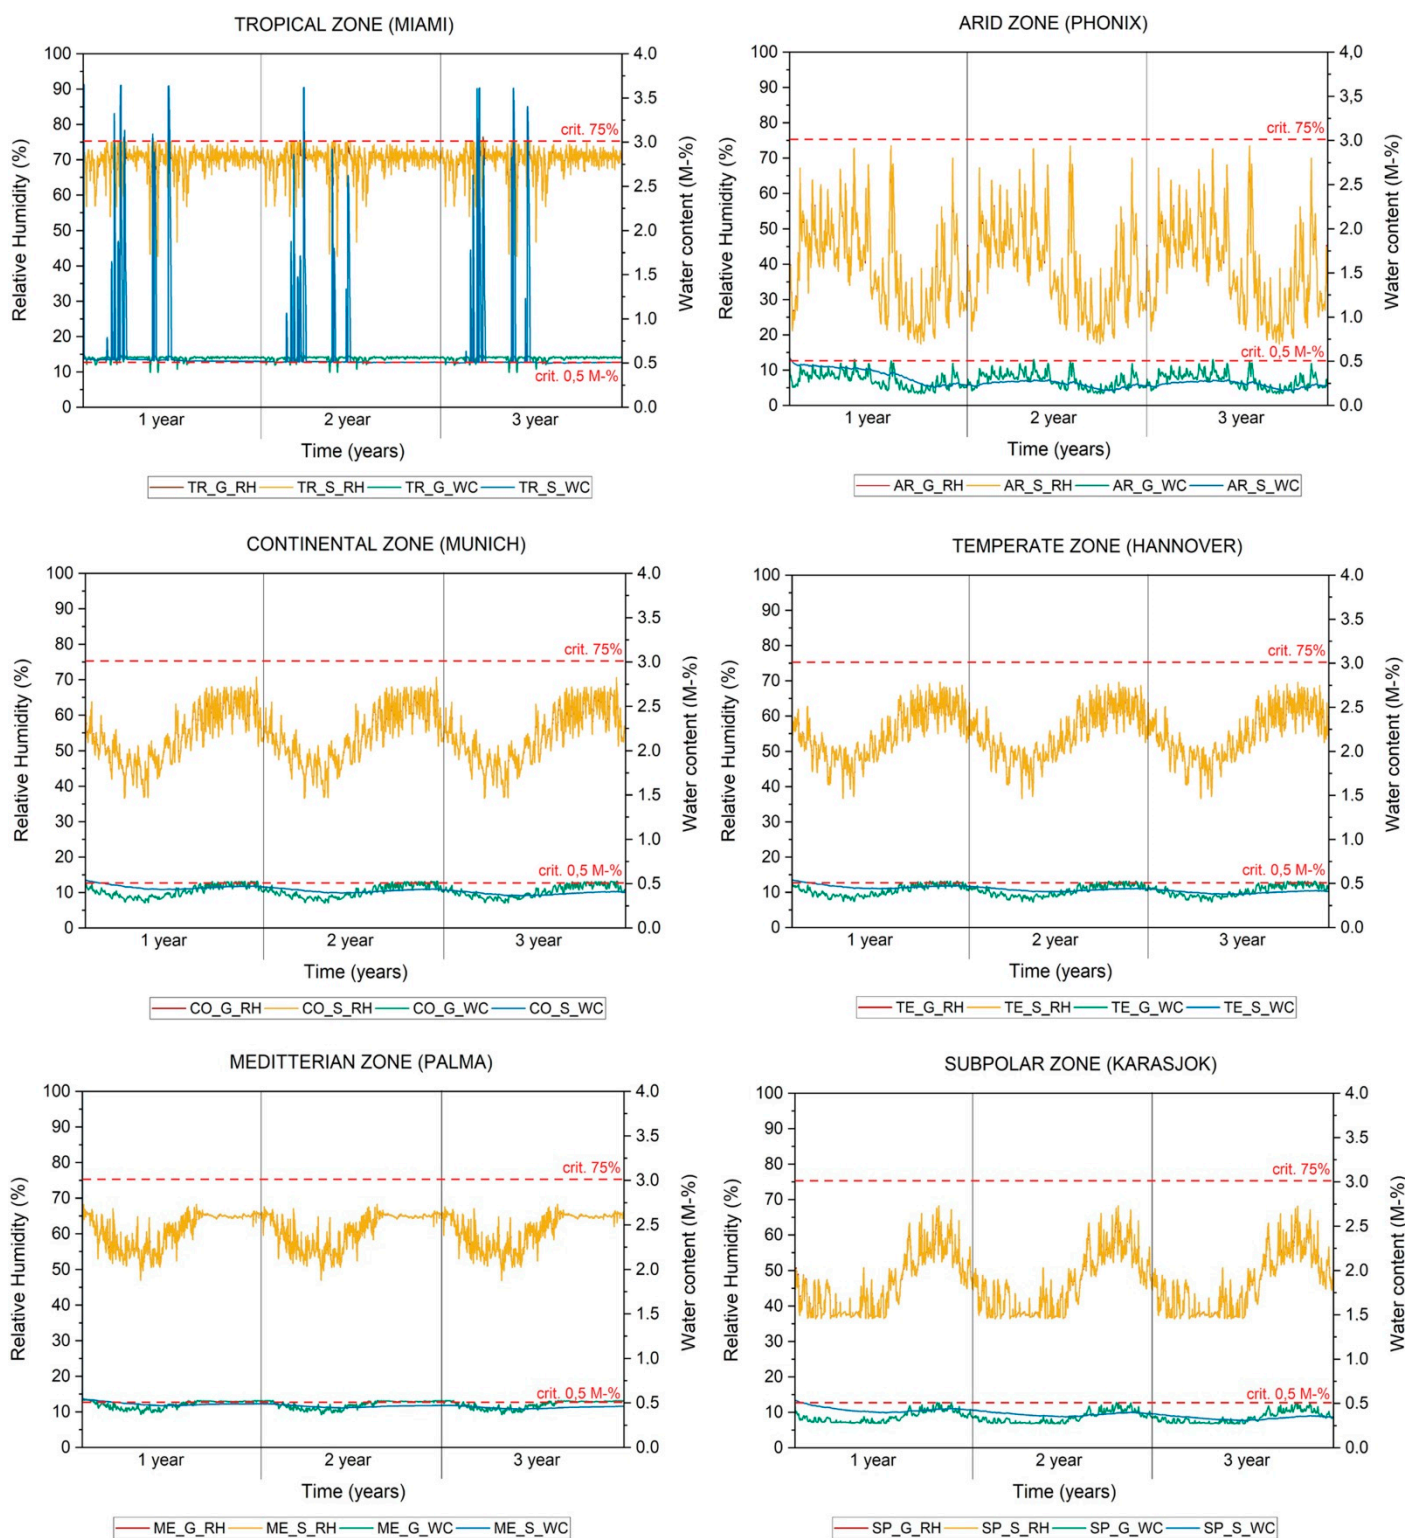 TROPICAL ZONE (MIAMI)
100
90
80
70
60
50
40
30
20
10
0
Relative Humidity (%)
4.0
3.5
3.0
2.5
2.0
1.5
1.0
0.5
0.0
Water content (M-%)
crit. 75%
crit. 0,5 M-%
1 year 2 year 3 year
Time (years)
TR_G_RH TR_S_RH TR_G_WC TR_S_WC
ARID ZONE (PHONIX)
100
90
80
70
60
50
40
30
20
10
0
Relative Humidity (%)
4.0
3,5
3.0
2.5
2.0
1.5
1.0
0.5
0.0
Water content (M-%)
crit. 75%
crit. 0,5 M-%
1 year 2 year 3 year
Time (years)
AR_G_RH AR_S_RH AR_G_WC AR_S_WC
CONTINENTAL ZONE (MUNICH)
100
90
80
70
60
50
40
30
20
10
0
Relative Humidity (%)
4.0
3.5
3.0
2.5
2.0
1.5
1.0
0.5
0.0
Water content (M-%)
crit. 75%
crit. 0,5 M-%
1 year 2 year 3 year
Time (years)
CO_G_RH CO_S_RH CO_G_WC CO_S_WC
TEMPERATE ZONE (HANNOVER)
100
90
80
70
60
50
40
30
20
10
0
Relative Humidity (%)
4.0
3.5
3.0
2.5
2.0
1.5
1.0
0.5
0.0
Water content (M-%)
crit. 75%
crit. 0,5 M-%
1 year 2 year 3 year
Time (years)
TE_G_RH TE_S_RH TE_G_WC TE_S_WC
MEDITTERIAN ZONE (PALMA)
100
90
80
70
60
50
40
30
20
10
0
Relative Humidity (%)
4.0
3.5
3.0
2.5
2.0
1.5
1.0
0.5
0.0
Water content (M-%)
crit. 75%
crit. 0,5 M-%
1 year 2 year 3 year
Time (years)
ME_G_RH ME_S_RH ME_G_WC ME_S_WC
SUBPOLAR ZONE (KARASJOK)
100
90
80
70
60
50
40
30
20
10
0
Relative Humidity (%)
4.0
3.5
3.0
2.5
2.0
1.5
1.0
0.5
0.0
Water content (M-%)
crit. 75%
crit. 0,5 M-%
1 year 2 year 3 year
Time (years)
SP_G_RH SP_S_RH SP_G_WC SP_S_WC